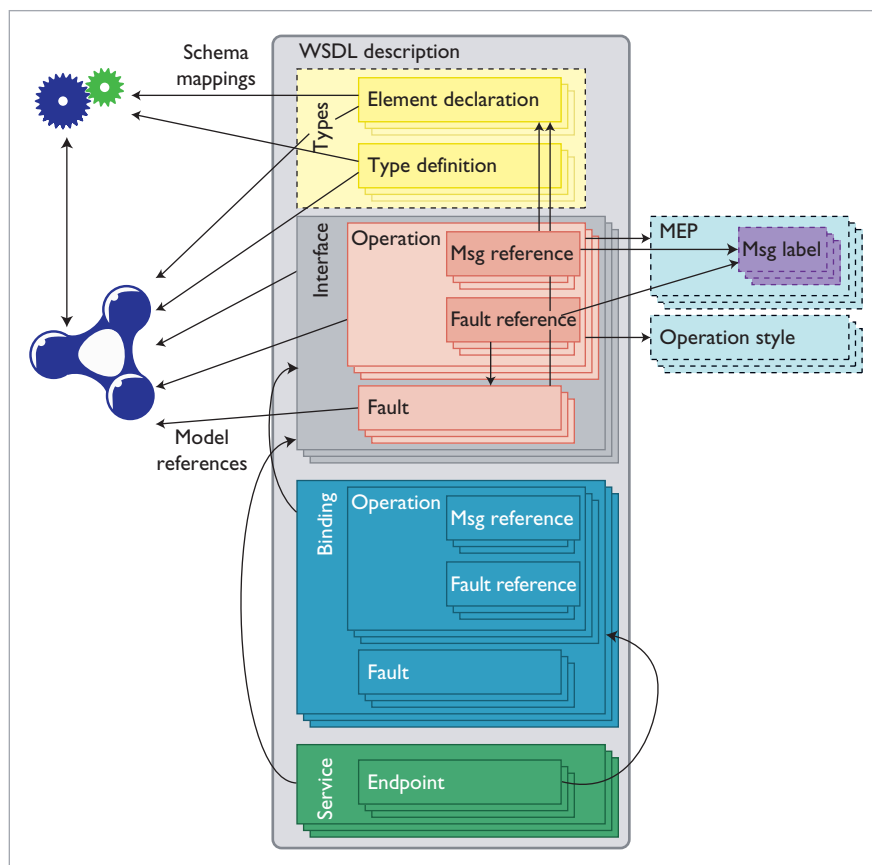 WSDL description
Schema
mappings
Types
Element declaration
Type definition
Interface
Operation
Msg reference
Fault reference
Fault
MEP
Msg label
Operation style
Model
references
Binding
Operation
Msg reference
Fault reference
Fault
Service
Endpoint